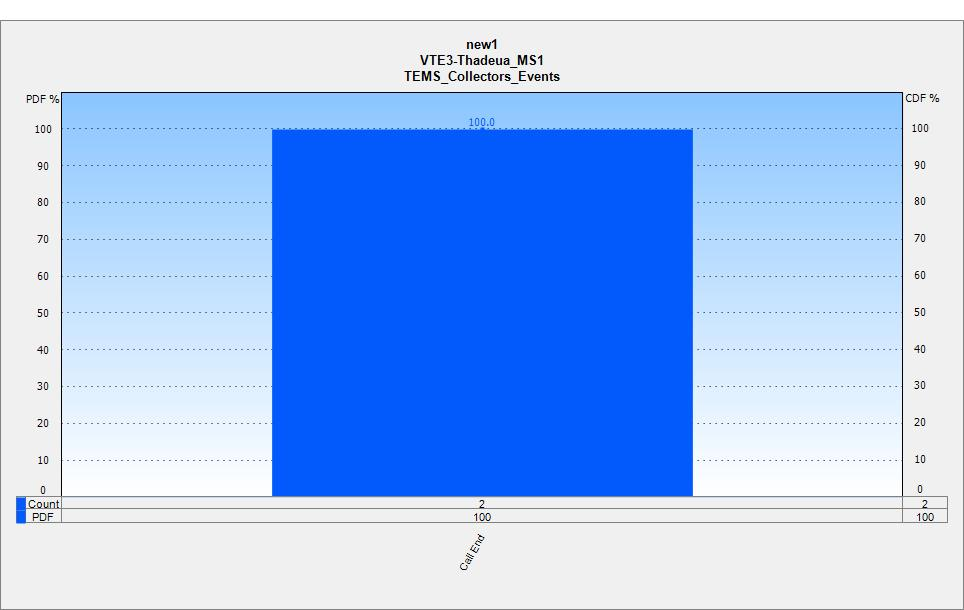 new1
VTE3-Thadeua_MS1
TEMS_Collectors_Events
PDF % CDF %
100.0
100 100
90 90
80 80
70 70
60 60
50 50
40 40
30 30
20 20
10 10
0 0
Count 2 2
PDF 100 100
Call End